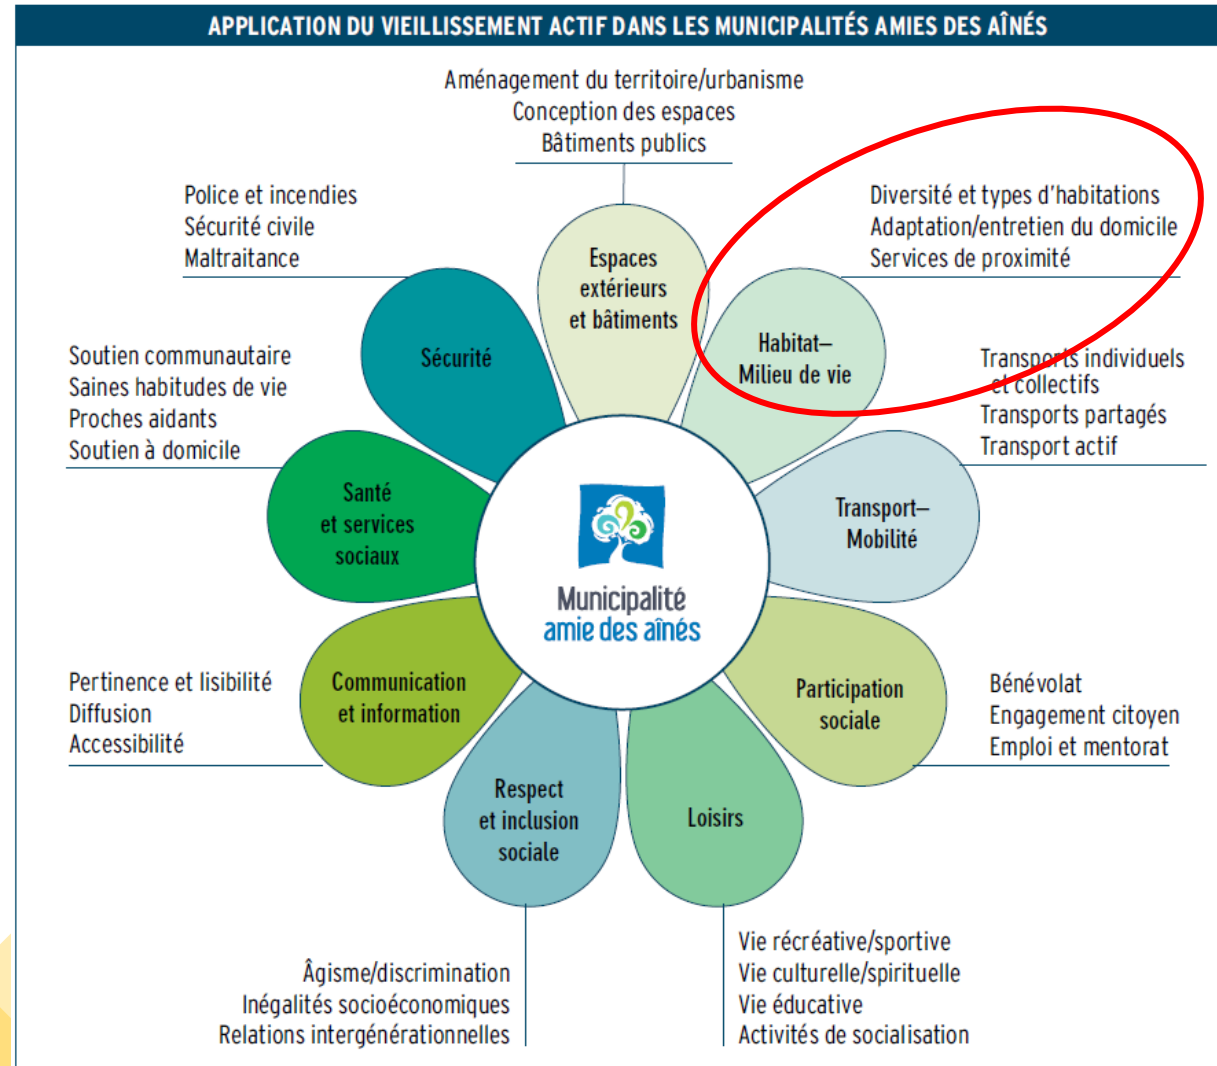 APPLICATION DU VIEILLISSEMENT ACTIF DANS LES MUNICIPALITÉS AMIES DES AÎNÉS
Aménagement du territoire/urbanisme
Conception des espaces
Bâtiments publics
Espaces
extérieurs
et bâtiments
Diversité et types d'habitations
Adaptation/entretien du domicile
Services de proximité
Habitat–
Milieu de vie
Transports individuels
et collectifs
Transports partagés
Transport actif
Transport–
Mobilité
Bénévolat
Engagement citoyen
Emploi et mentorat
Participation
sociale
Loisirs
Vie récréative/sportive
Vie culturelle/spirituelle
Vie éducative
Activités de socialisation
Respect
et inclusion
sociale
Âgisme/discrimination
Inégalités socioéconomiques
Relations intergénérationnelles
Communication
et information
Pertinence et lisibilité
Diffusion
Accessibilité
Santé
et services
sociaux
Soutien communautaire
Saines habitudes de vie
Proches aidants
Soutien à domicile
Sécurité
Police et incendies
Sécurité civile
Maltraitance
Municipalité
amie des aînés